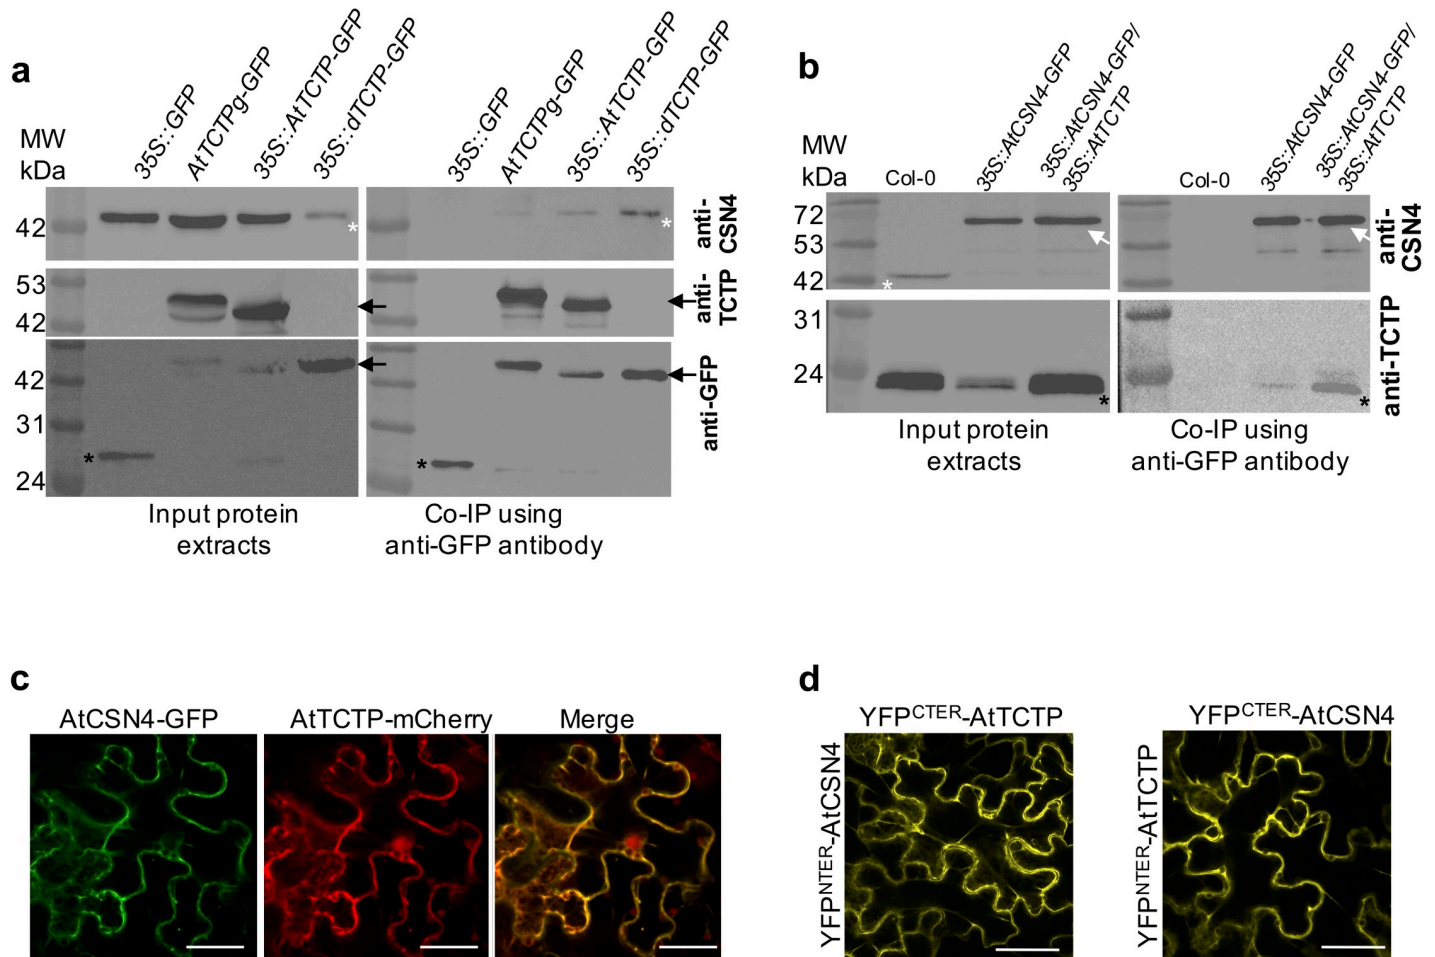 a
MW
kDa
35S::GFP
AtTCTPg-GFP
35S::AtTCTP-GFP
35S::dTCTP-GFP
35S::GFP
AtTCTPg-GFP
35S::AtTCTP-GFP
35S::dTCTP-GFP
42
*
*
anti-
CSN4
53
42
anti-
TCTP
42
31
24
*
*
anti-GFP
Input protein
extracts
Co-IP using
anti-GFP antibody
b
MW
kDa
Col-0
35S::AtCSN4-GFP
35S::AtCSN4-GFP/
35S::AtTCTP
Col-0
35S::AtCSN4-GFP
35S::AtCSN4-GFP/
35S::AtTCTP
72
53
42
*
anti-
CSN4
31
24
*
*
anti-TCTP
Input protein
extracts
Co-IP using
anti-GFP antibody
c
AtCSN4-GFP
AtTCTP-mCherry
Merge
d
YFPCTER-AtTCTP
YFPNTER-AtCSN4
YFPCTER-AtCSN4
YFPNTER-AtTCTP